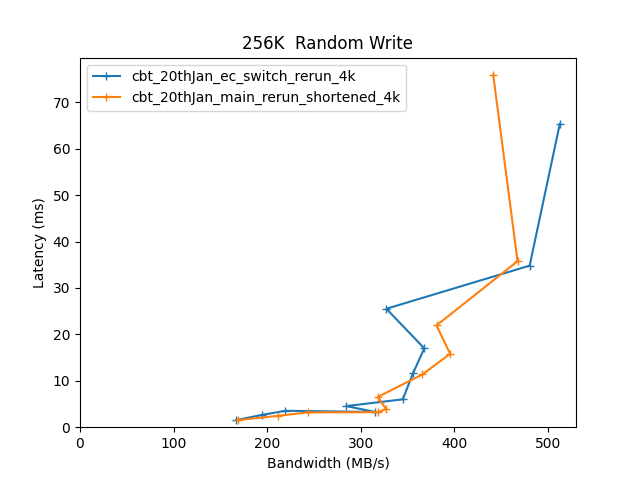 256K  Random Write
cbt_20thJan_ec_switch_rerun_4k
cbt_20thJan_main_rerun_shortened_4k
70
60
50
40
30
20
10
0
Latency (ms)
0 100 200 300 400 500
Bandwidth (MB/s)